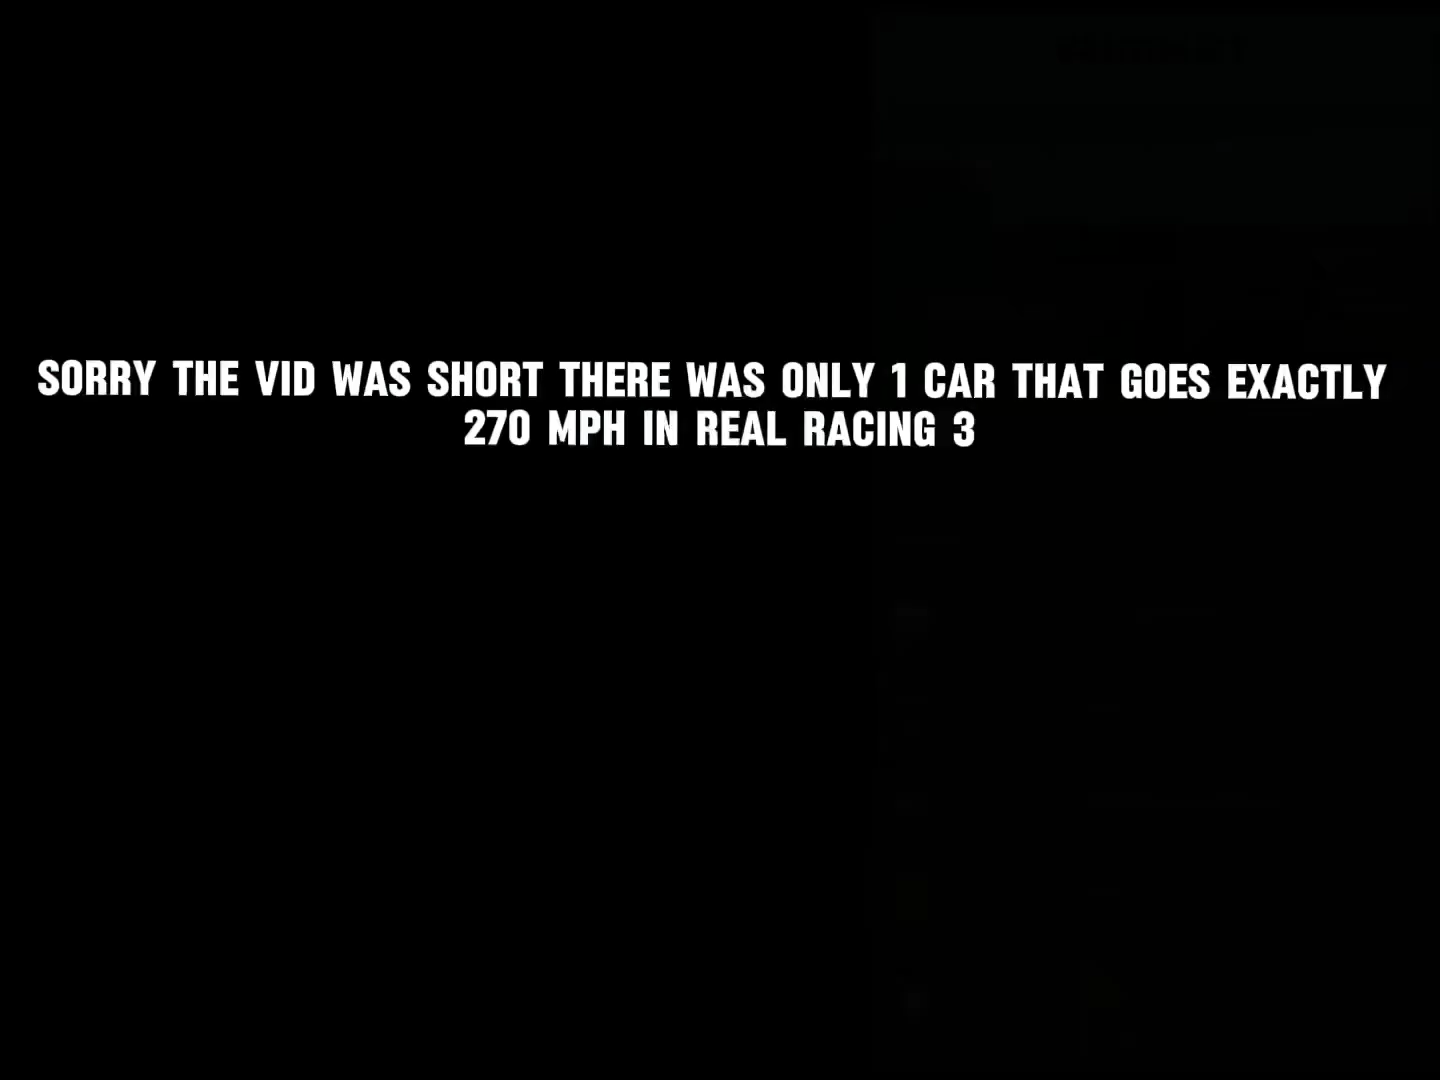 SORRY THE VID WAS SHORT THERE WAS ONLY 1 CAR THAT GOES EXACTLY
270 MPH IN REAL RACING 3